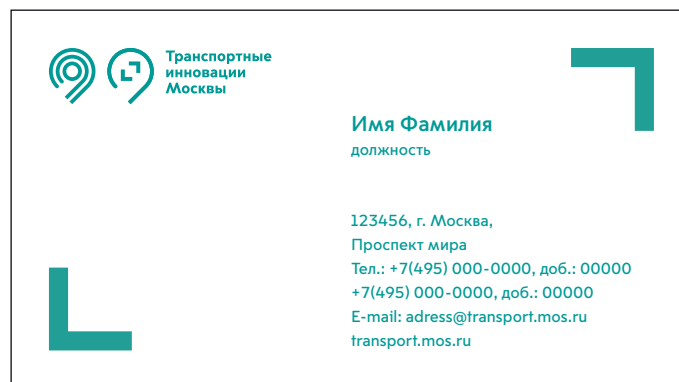 Транспортные
инновации
Москвы
Имя Фамилия
должность
123456, г. Москва,
Проспект мира
Тел.: +7(495) 000-0000, доб.: 00000
+7(495) 000-0000, доб.: 00000
E-mail: adress@transport.mos.ru
transport.mos.ru